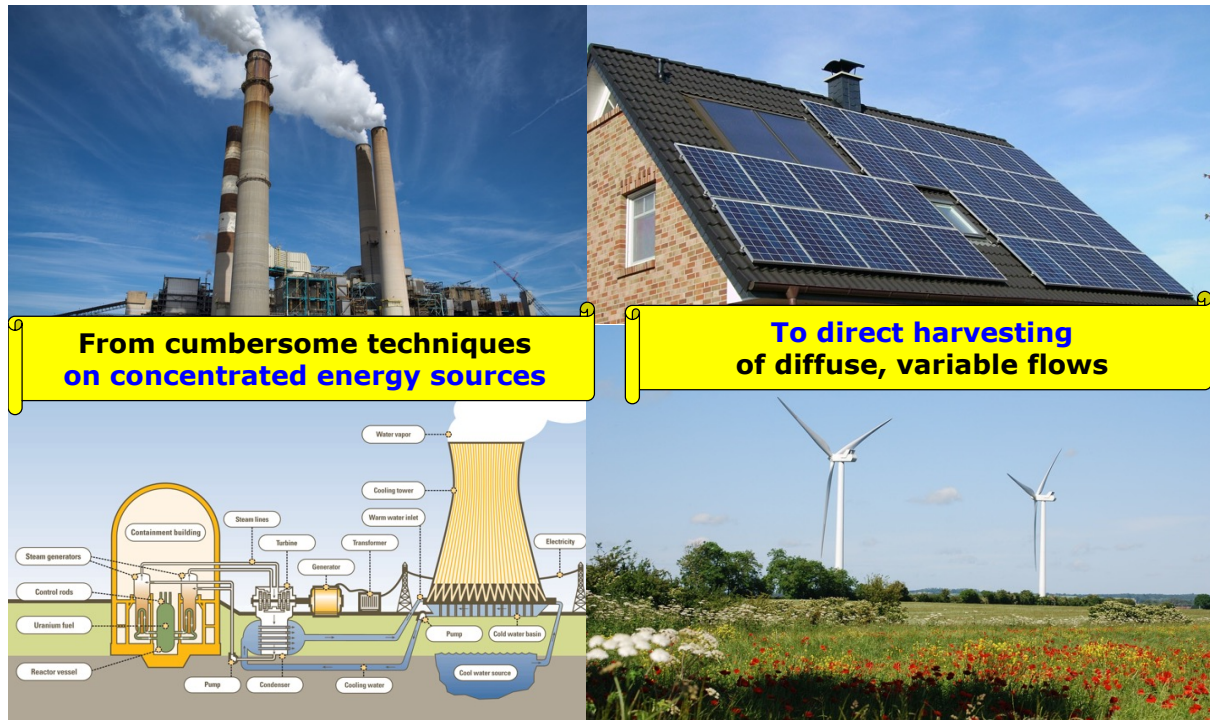 From cumbersome techniques
on concentrated energy sources
To direct harvesting
of diffuse, variable flows
Water vapor
Cooling tower
Warm water inlet
Steam lines
Containment building
Turbine
Transformer
Electricity
Steam generators
Generator
Control rods
Uranium fuel
Pump
Cold water basin
Reactor vessel
Pump
Condenser
Cooling water
Cool water source